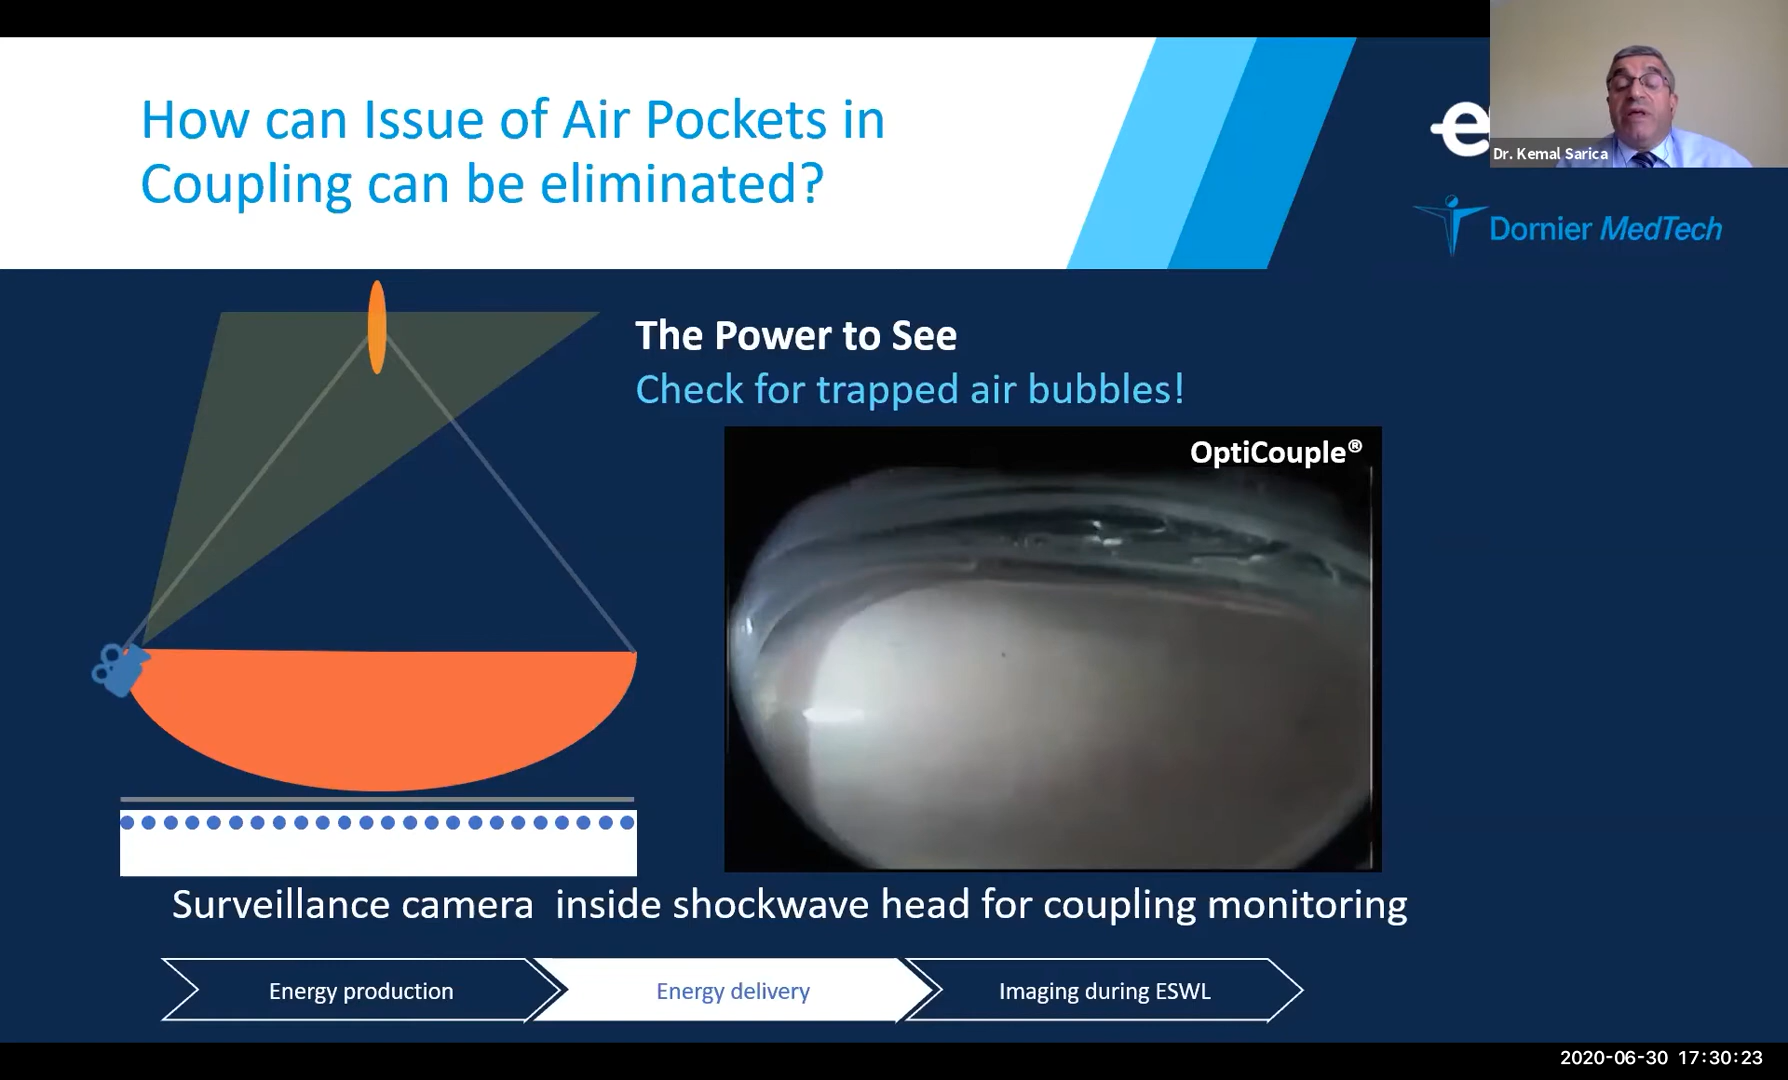 How can Issue of Air Pockets in
Coupling can be eliminated?
e
Dr. Kemal Sarica
Dornier MedTech
The Power to See
Check for trapped air bubbles!
OptiCouple®
Surveillance camera inside shockwave head for coupling monitoring
Energy production
Energy delivery
Imaging during ESWL
2020-06-30 17:30:23